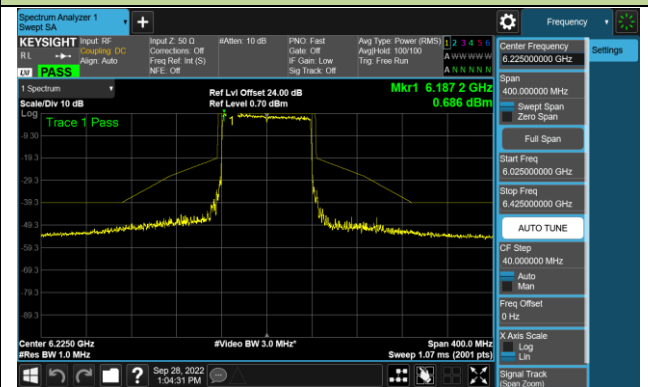 Spectrum Analyzer 1
Swept SA
Frequency
KEYSIGHT
Input: RF
Coupling: DC
Align: Auto
Input Z: 50 Ω
Corrections: Off
Freq Ref: Int (S)
NFE: Off
#Atten: 10 dB
PNO: Fast
Gate: Off
IF Gain: Low
Sig Track: Off
Avg Type: Power (RMS)
Avg|Hold: 100/100
Trig: Free Run
1 2 3 4 5 6
A W W W W W
A N N N N N
RL
LXI
PASS
1 Spectrum
Scale/Div 10 dB
Ref Lvl Offset 24.00 dB
Ref Level 0.70 dBm
Mkr1 6.187 2 GHz
0.686 dBm
Log
Trace 1 Pass
1
-9.30
-19.3
-29.3
-39.3
-49.3
-59.3
-69.3
-79.3
-89.3
Center 6.2250 GHz
#Res BW 1.0 MHz
#Video BW 3.0 MHz*
Span 400.0 MHz
Sweep 1.07 ms (2001 pts)
Sep 28, 2022
1:04:31 PM
?
Center Frequency
6.225000000 GHz
Settings
Span
400.000000 MHz
Swept Span
Zero Span
Full Span
Start Freq
6.025000000 GHz
Stop Freq
6.425000000 GHz
AUTO TUNE
CF Step
40.000000 MHz
Auto
Man
Freq Offset
0 Hz
X Axis Scale
Log
Lin
Signal Track
(Span Zoom)